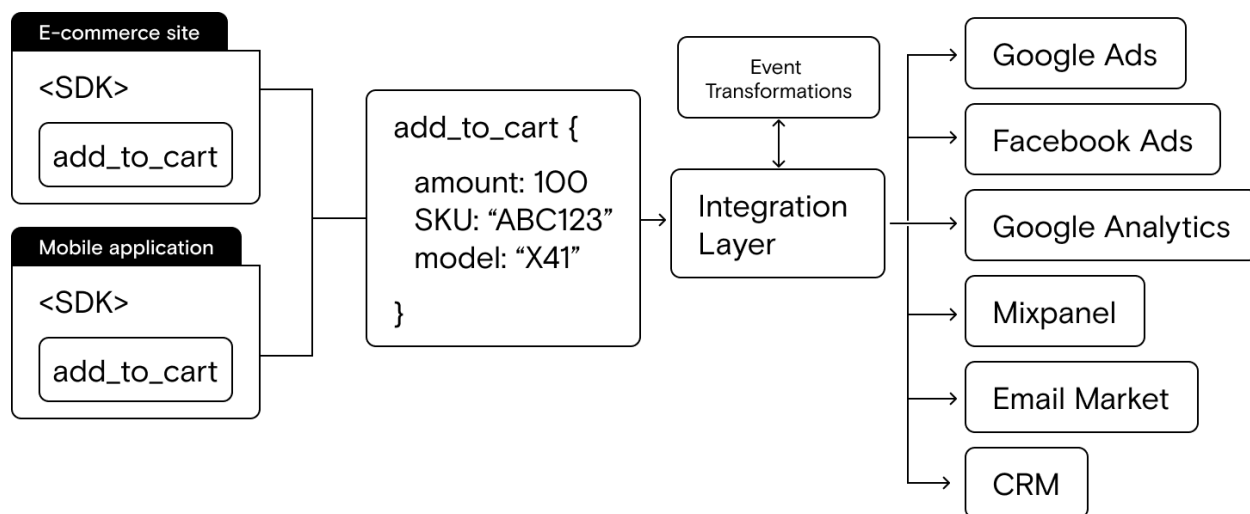 E-commerce site
<SDK>
add_to_cart
Mobile application
<SDK>
add_to_cart
add_to_cart {
amount: 100
SKU: “ABC123”
model: “X41”
}
Event
Transformations
Integration
Layer
Google Ads
Facebook Ads
Google Analytics
Mixpanel
Email Market
CRM